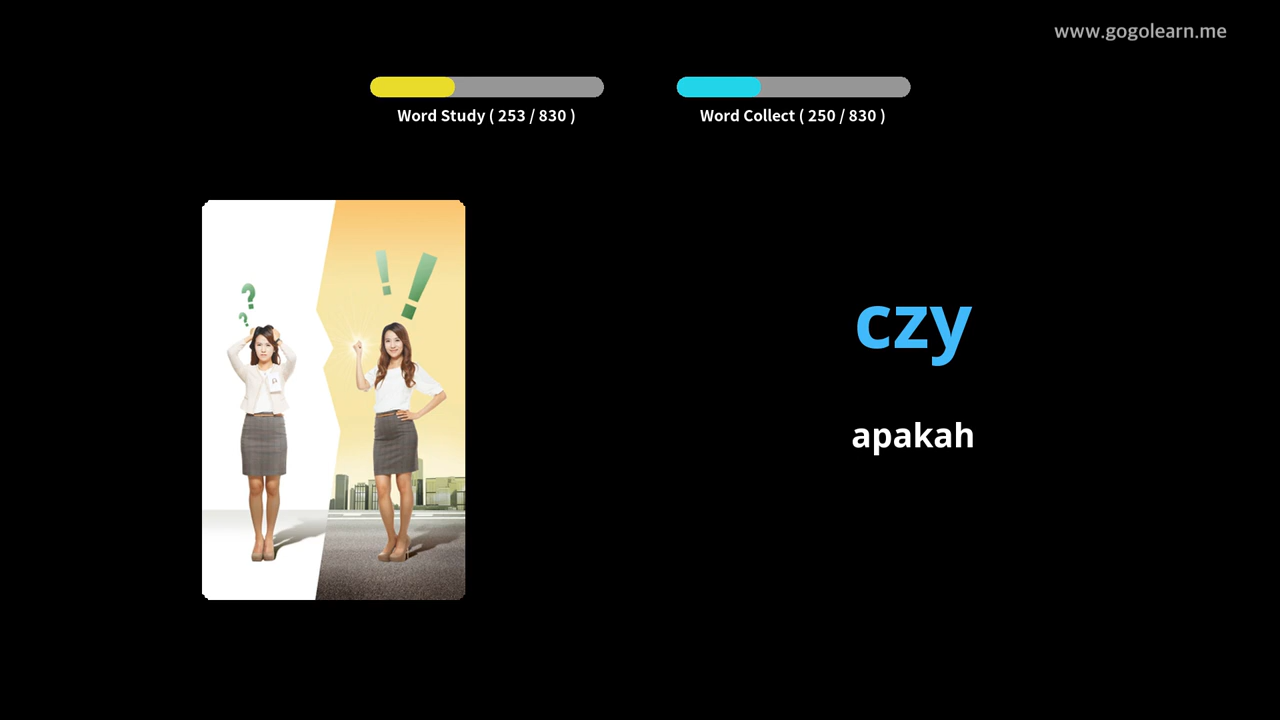 www.gogolearn.me
Word Study ( 253 / 830 )
Word Collect ( 250 / 830 )
? ?
! !
czy
apakah